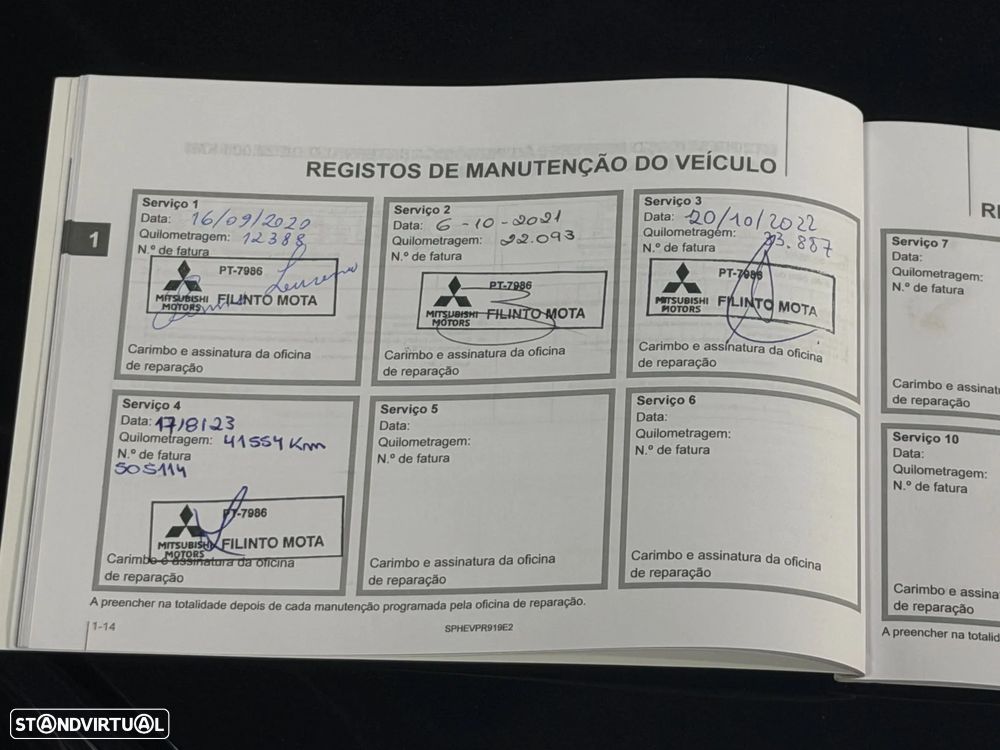 REGISTOS DE MANUTENÇÃO DO VEÍCULO
1
Serviço 1
Data: 16/09/2020
Quilometragem: 12388
N.º de fatura
PT-7986
MITSUBISHI MOTORS FILINTO MOTA
Carimbo e assinatura da oficina
de reparação
Serviço 2
Data: 6-10-2021
Quilometragem: 22.093
N.º de fatura
PT-7986
MITSUBISHI MOTORS FILINTO MOTA
Carimbo e assinatura da oficina
de reparação
Serviço 3
Data: 20/10/2022
Quilometragem: 33.887
N.º de fatura
PT-7986
MITSUBISHI MOTORS FILINTO MOTA
Carimbo e assinatura da oficina
de reparação
Serviço 4
Data: 17/8/23
Quilometragem: 41554 Km
N.º de fatura
505114
PT-7986
MITSUBISHI MOTORS FILINTO MOTA
Carimbo e assinatura da oficina
de reparação
Serviço 5
Data:
Quilometragem:
N.º de fatura
Carimbo e assinatura da oficina
de reparação
Serviço 6
Data:
Quilometragem:
N.º de fatura
Carimbo e assinatura da oficina
de reparação
A preencher na totalidade depois de cada manutenção programada pela oficina de reparação.
1-14
SPHEVPR919E2
Serviço 7
Data:
Quilometragem:
N.º de fatura
Carimbo e assinat
de reparação
Serviço 10
Data:
Quilometragem:
N.º de fatura
Carimbo e assina
de reparação
A preencher na totalid
STANDVIRTUAL